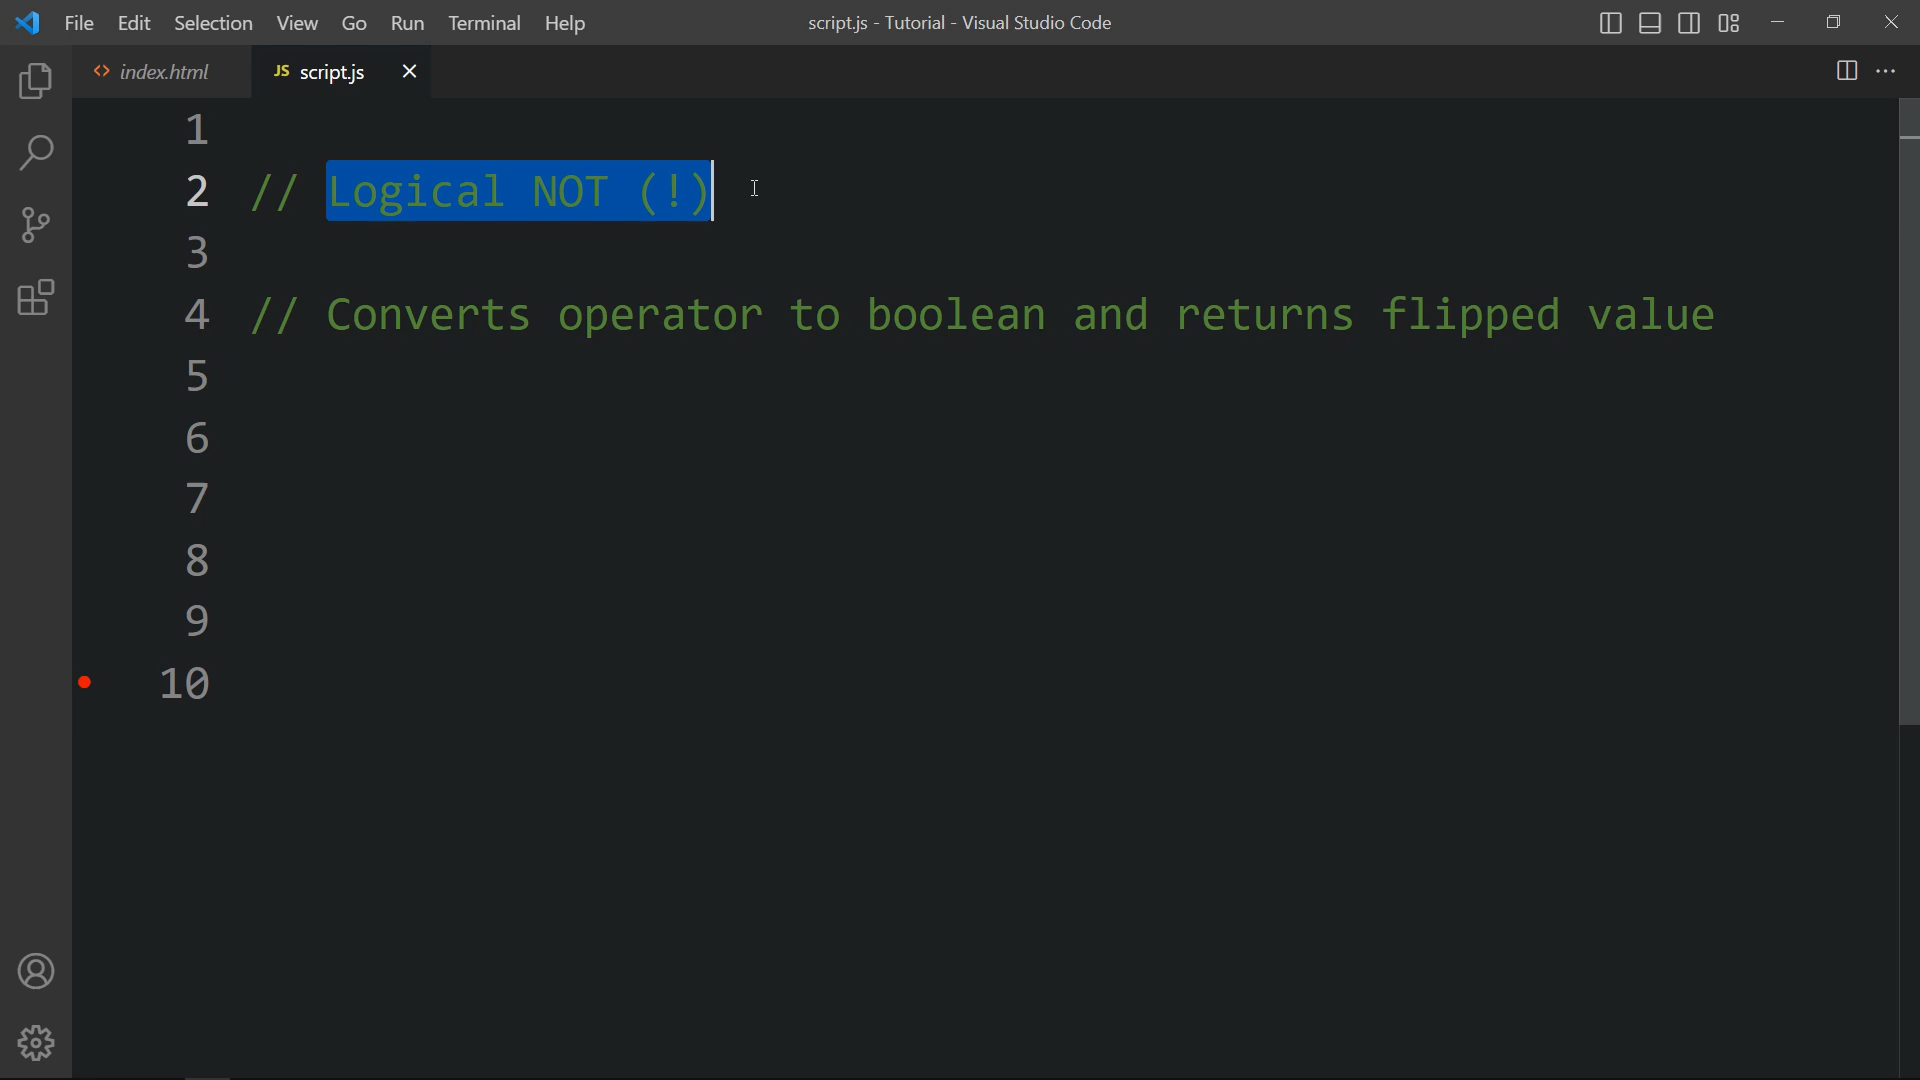 File Edit Selection View Go Run Terminal Help script.js - Tutorial - Visual Studio Code
<> index.html JS script.js
1
2 // Logical NOT (!)
3
4 // Converts operator to boolean and returns flipped value
5
6
7
8
9
10